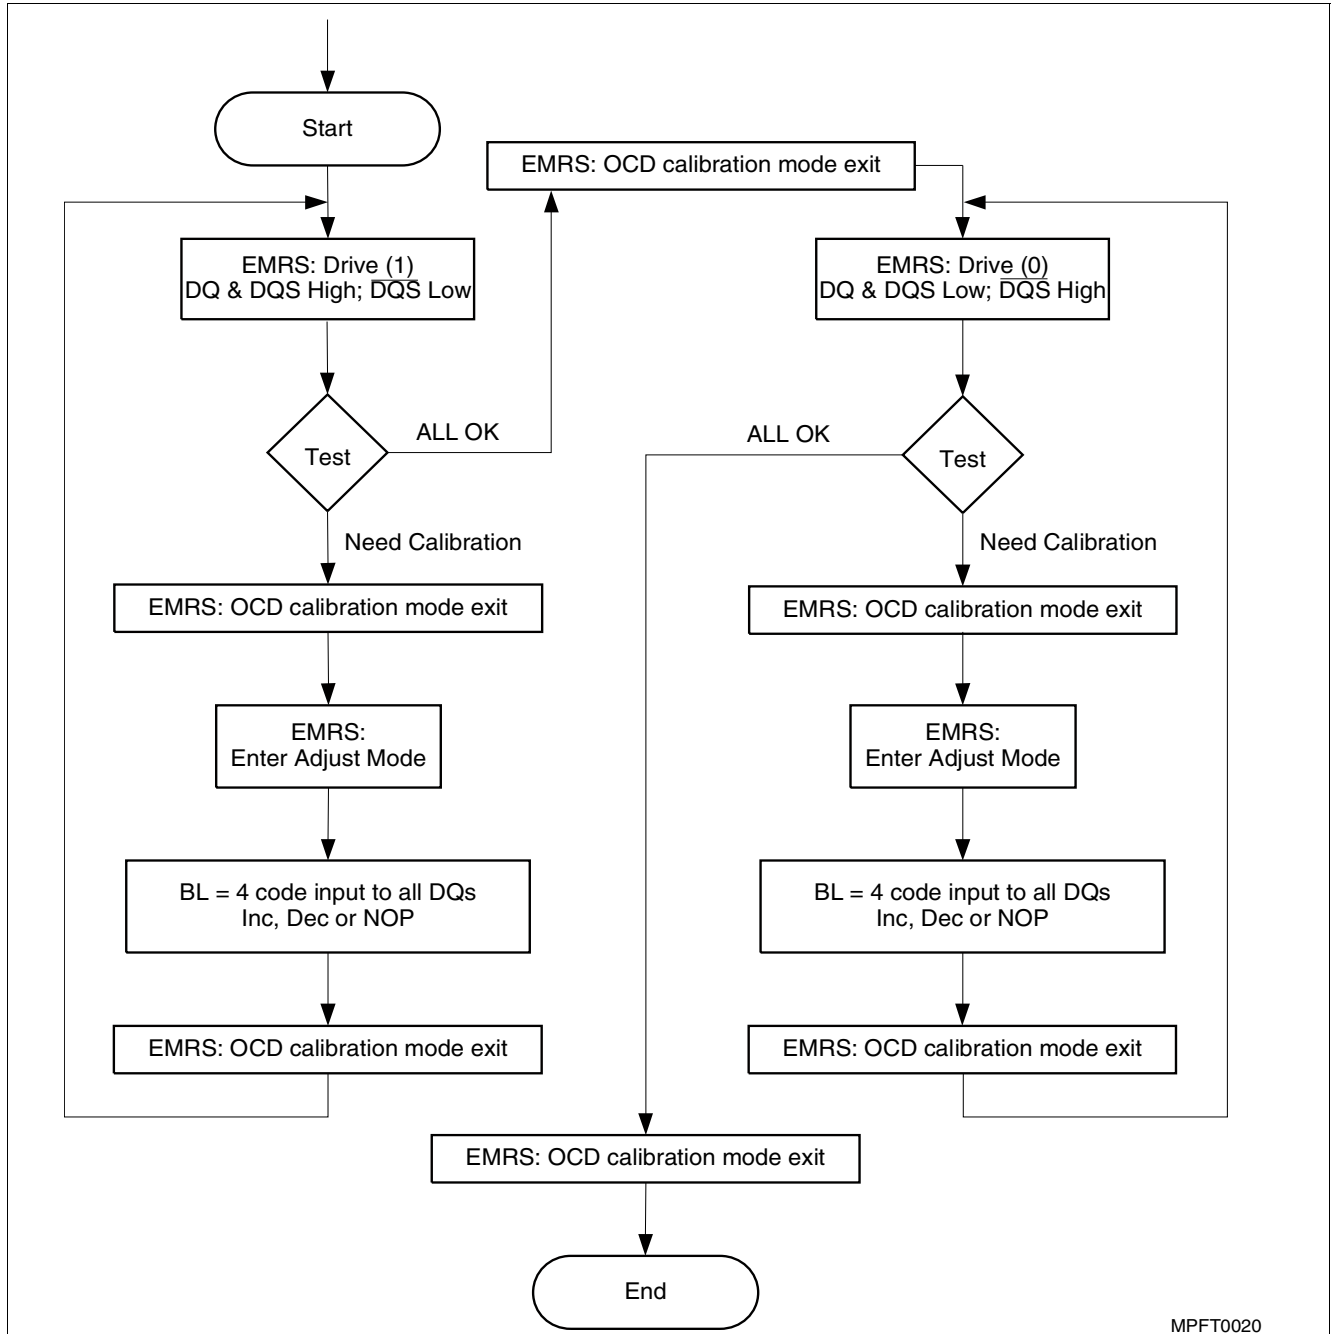 Start
EMRS: OCD calibration mode exit
EMRS: Drive (1)
DQ & DQS High; D̅Q̅S̅ Low
EMRS: Drive (0)
DQ & DQS Low; D̅Q̅S̅ High
Test
ALL OK
ALL OK
Test
Need Calibration
Need Calibration
EMRS: OCD calibration mode exit
EMRS: OCD calibration mode exit
EMRS:
Enter Adjust Mode
EMRS:
Enter Adjust Mode
BL = 4 code input to all DQs
Inc, Dec or NOP
BL = 4 code input to all DQs
Inc, Dec or NOP
EMRS: OCD calibration mode exit
EMRS: OCD calibration mode exit
EMRS: OCD calibration mode exit
End
MPFT0020